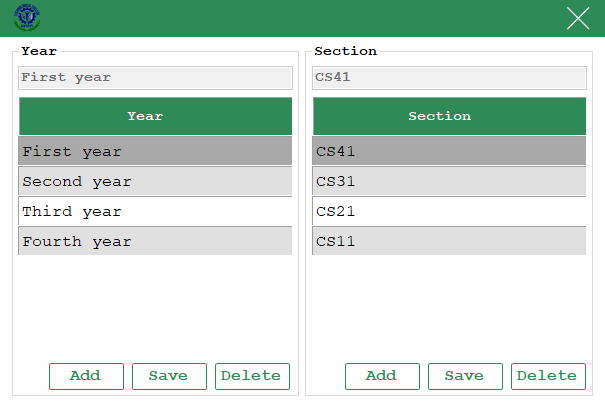 Year
First year
Year
First year
Second year
Third year
Fourth year
Add Save Delete
Section
CS41
Section
CS41
CS31
CS21
CS11
Add Save Delete